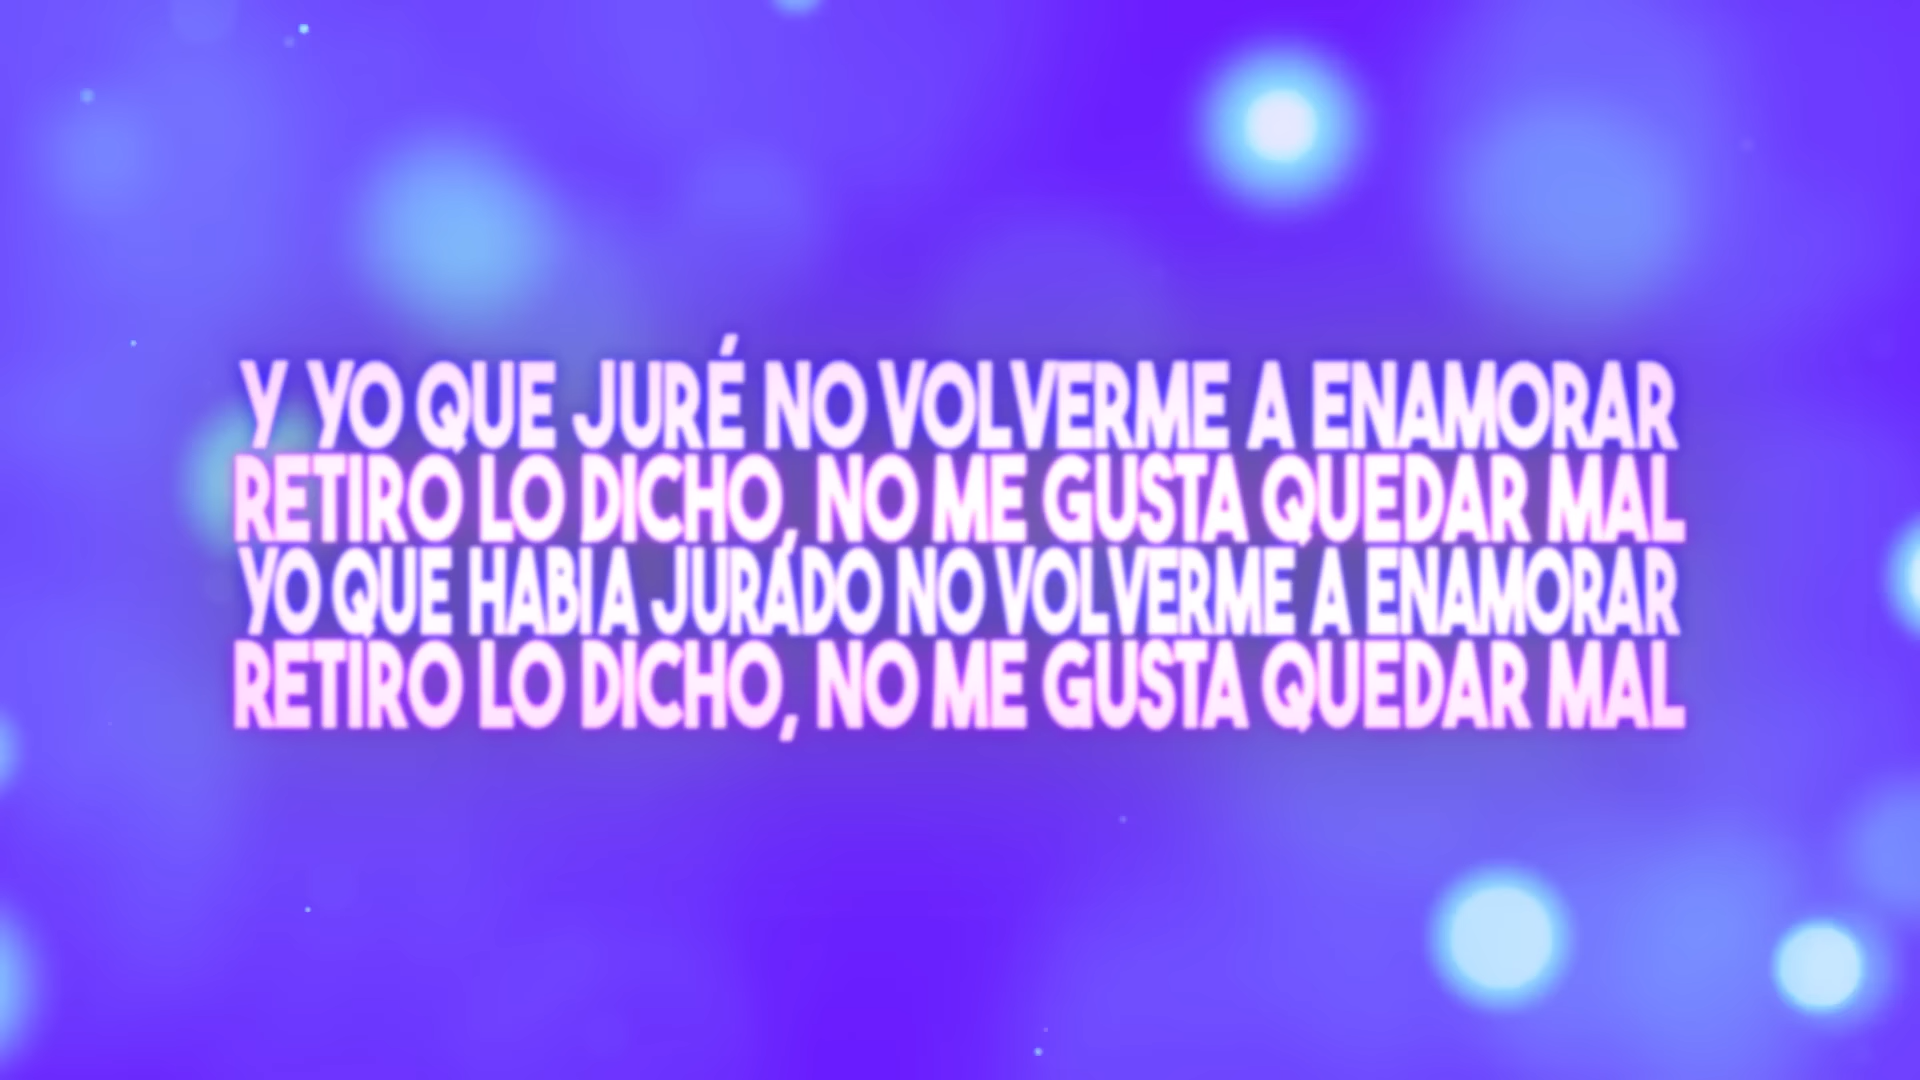 Y YO QUE JURÉ NO VOLVERME A ENAMORAR
RETIRO LO DICHO, NO ME GUSTA QUEDAR MAL
YO QUE HABIA JURADO NO VOLVERME A ENAMORAR
RETIRO LO DICHO, NO ME GUSTA QUEDAR MAL